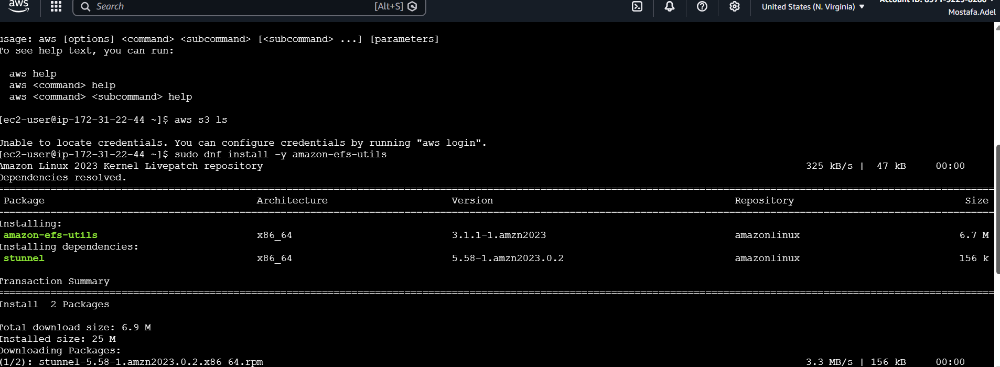 aws
Search [Alt+S]
United States (N. Virginia)
Mostafa.Adel
usage: aws [options] <command> <subcommand> [<subcommand> ...] [parameters]
To see help text, you can run:
aws help
aws <command> help
aws <command> <subcommand> help
[ec2-user@ip-172-31-22-44 ~]$ aws s3 ls
Unable to locate credentials. You can configure credentials by running "aws login".
[ec2-user@ip-172-31-22-44 ~]$ sudo dnf install -y amazon-efs-utils
Amazon Linux 2023 Kernel Livepatch repository 325 kB/s | 47 kB 00:00
Dependencies resolved.
Package Architecture Version Repository Size
Installing:
amazon-efs-utils x86_64 3.1.1-1.amzn2023 amazonlinux 6.7 M
Installing dependencies:
stunnel x86_64 5.58-1.amzn2023.0.2 amazonlinux 156 k
Transaction Summary
Install 2 Packages
Total download size: 6.9 M
Installed size: 25 M
Downloading Packages:
(1/2): stunnel-5.58-1.amzn2023.0.2.x86_64.rpm 3.3 MB/s | 156 kB 00:00